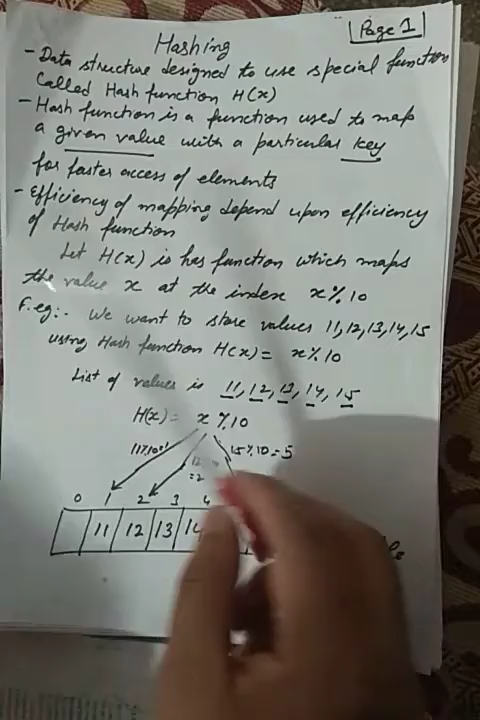 Page 1
Hashing
- Data structure designed to use special function
Called Hash function H(x)
- Hash function is a function used to map
a given value with a particular key
for faster access of elements
- Efficiency of mapping depend upon efficiency
of Hash function
Let H(x) is has function which maps
the value x at the index x%10
F.eg:- We want to store values 11,12,13,14,15
using Hash function H(x) = x%10
List of values is 11, 12, 13, 14, 15
H(x) = x%10
11%10=1 15%10=5
=2
0 1 2 3 4
11 12 13 14